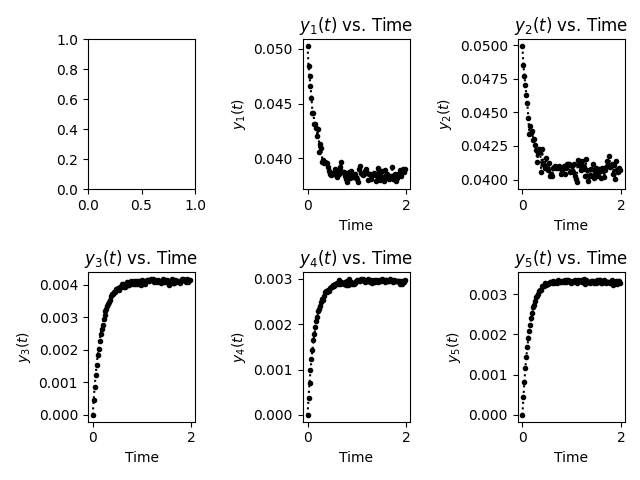 1.0
0.8
0.6
0.4
0.2
0.0
0.0 0.5 1.0
y₁(t) vs. Time
0.050
0.045
0.040
y₁(t)
0 2
Time
y₂(t) vs. Time
0.0500
0.0475
0.0450
0.0425
0.0400
y₂(t)
0 2
Time
y₃(t) vs. Time
0.004
0.003
0.002
0.001
0.000
y₃(t)
0 2
Time
y₄(t) vs. Time
0.003
0.002
0.001
0.000
y₄(t)
0 2
Time
y₅(t) vs. Time
0.003
0.002
0.001
0.000
y₅(t)
0 2
Time